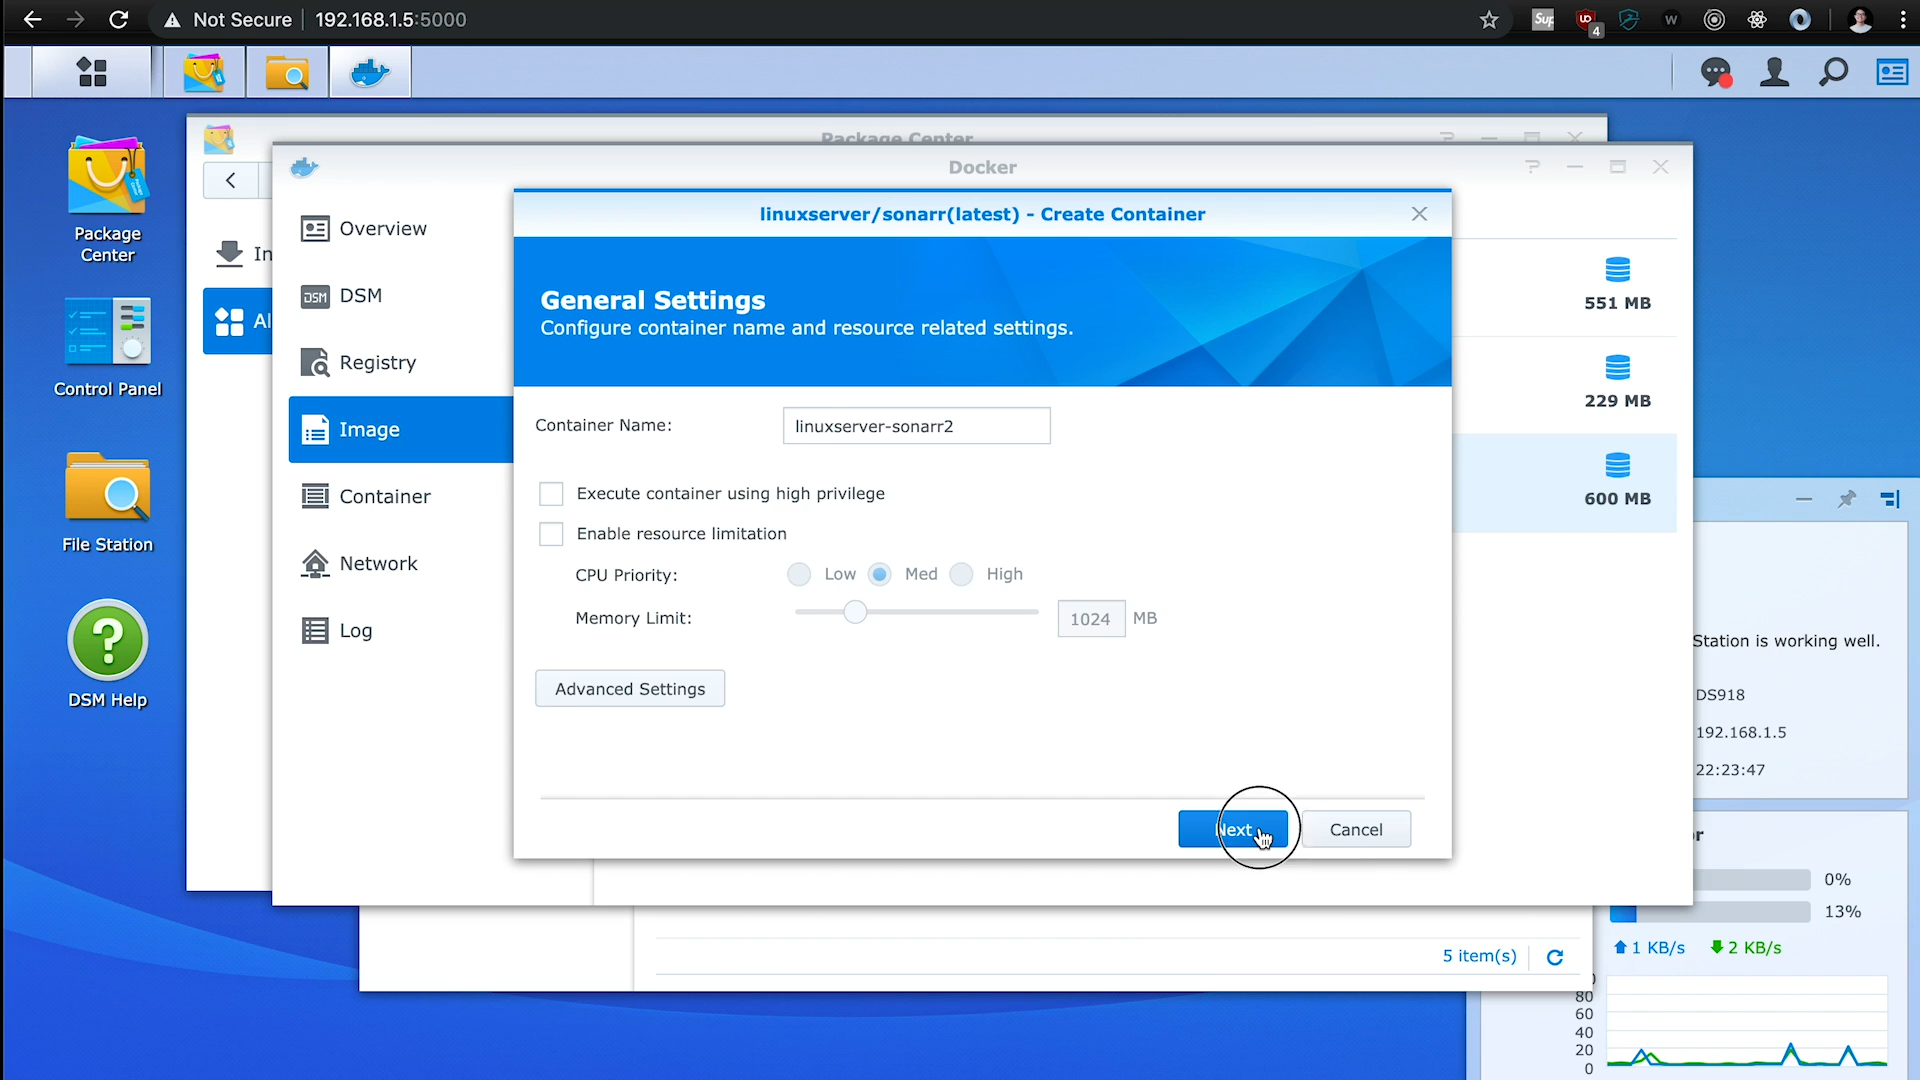 Not Secure
192.168.1.5:5000
4
Package Center
Docker
Package
Center
Control Panel
File Station
DSM Help
In
Al
Overview
DSM
Registry
Image
Container
Network
Log
linuxserver/sonarr(latest) - Create Container
General Settings
Configure container name and resource related settings.
Container Name:
linuxserver-sonarr2
Execute container using high privilege
Enable resource limitation
CPU Priority:
Low
Med
High
Memory Limit:
1024
MB
Advanced Settings
Next
Cancel
551 MB
229 MB
600 MB
Station is working well.
DS918
192.168.1.5
22:23:47
r
0%
13%
1 KB/s
2 KB/s
5 item(s)
80
60
40
20
0